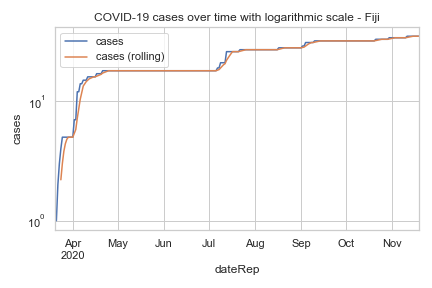 COVID-19 cases over time with logarithmic scale - Fiji
cases
cases (rolling)
10¹
10⁰
cases
Apr May Jun Jul Aug Sep Oct Nov
2020
dateRep